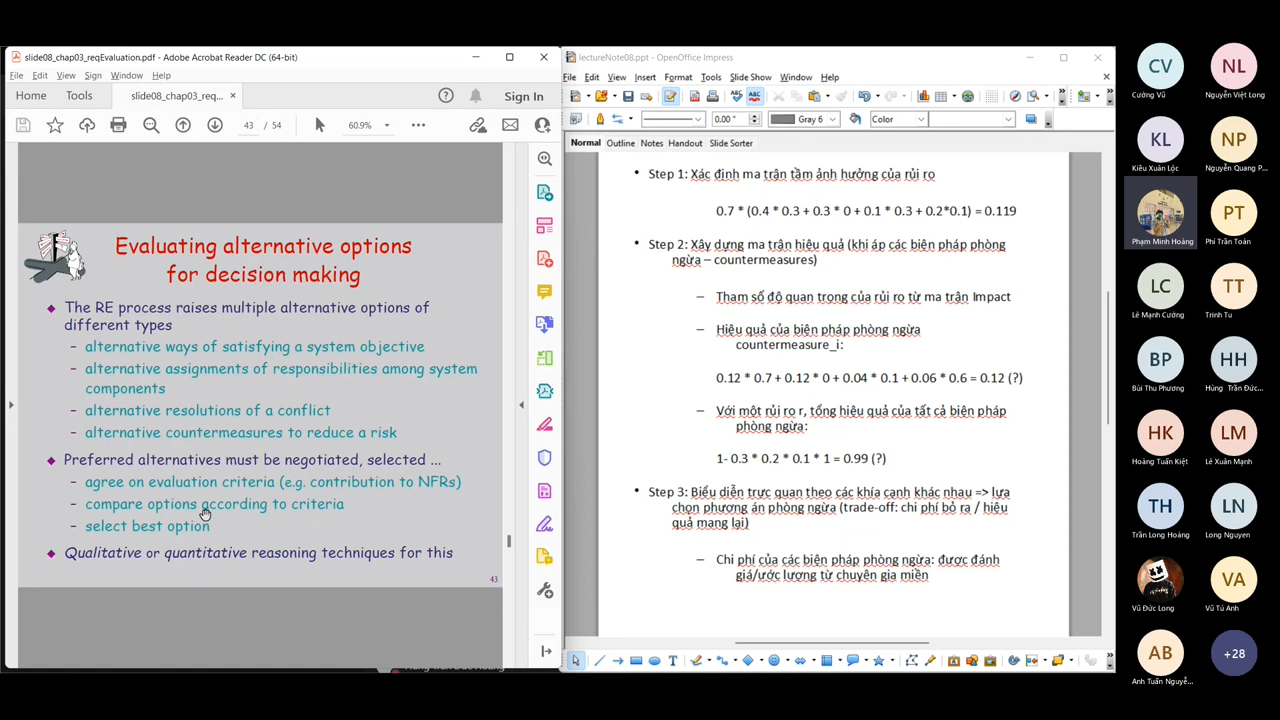 slide08_chap03_reqEvaluation.pdf - Adobe Acrobat Reader DC (64-bit)
File Edit View Sign Window Help
Home Tools slide08_chap03_req... × Sign In
43 / 54 60.9%
Evaluating alternative options
for decision making
The RE process raises multiple alternative options of
different types
- alternative ways of satisfying a system objective
- alternative assignments of responsibilities among system
components
- alternative resolutions of a conflict
- alternative countermeasures to reduce a risk
Preferred alternatives must be negotiated, selected ...
- agree on evaluation criteria (e.g. contribution to NFRs)
- compare options according to criteria
- select best option
Qualitative or quantitative reasoning techniques for this
43
lectureNote08.ppt - OpenOffice Impress
File Edit View Insert Format Tools Slide Show Window Help
0.00 " Gray 6 Color
Normal Outline Notes Handout Slide Sorter
• Step 1: Xác định ma trận tầm ảnh hưởng của rủi ro
0.7 * (0.4 * 0.3 + 0.3 * 0 + 0.1 * 0.3 + 0.2*0.1) = 0.119
• Step 2: Xây dựng ma trận hiệu quả (khi áp các biện pháp phòng
ngừa – countermeasures)
– Tham số độ quan trong của rủi ro từ ma trận Impact
– Hiệu quả của biện pháp phòng ngừa
countermeasure_i:
0.12 * 0.7 + 0.12 * 0 + 0.04 * 0.1 + 0.06 * 0.6 = 0.12 (?)
– Với một rủi ro r, tổng hiệu quả của tất cả biện pháp
phòng ngừa:
1- 0.3 * 0.2 * 0.1 * 1 = 0.99 (?)
• Step 3: Biểu diễn trực quan theo các khía cạnh khác nhau => lựa
chọn phương án phòng ngừa (trade-off: chi phí bỏ ra / hiệu
quả mang lại)
– Chi phí của các biện pháp phòng ngừa: được đánh
giá/ước lượng từ chuyên gia miền
CV NL
Cường Vũ Nguyễn Việt Long
KL NP
Kiều Xuân Lộc Nguyễn Quang P...
PT
Phạm Minh Hoàng Phí Trần Toàn
LC TT
Lê Mạnh Cường Trinh Tu
BP HH
Bùi Thu Phương Hùng Trần Đức...
HK LM
Hoàng Tuấn Kiệt Lê Xuân Mạnh
TH LN
Trần Long Hoàng Long Nguyen
VA
Vũ Đức Long Vũ Tú Anh
AB +28
Anh Tuấn Nguyễ...